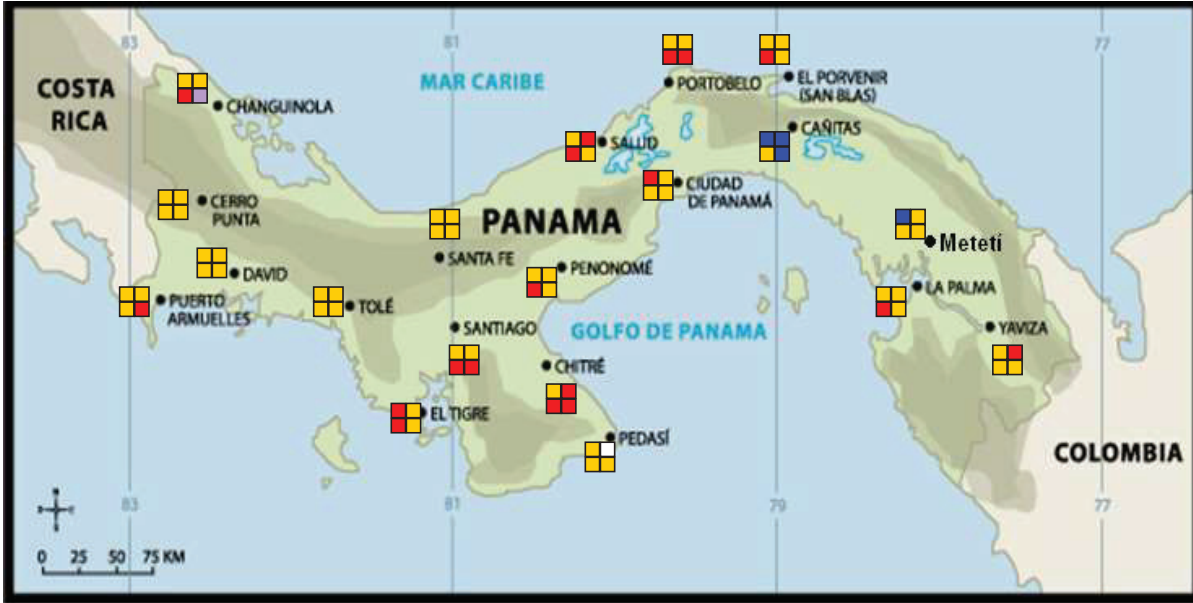 83
81
77
COSTA
RICA
MAR CARIBE
PORTOBELO
EL PORVENIR
(SAN BLAS)
CHANGUINOLA
SALUD
CAÑITAS
CERRO
PUNTA
PANAMA
CIUDAD
DE PANAMÁ
Metetí
SANTA FE
PENONOMÉ
DAVID
LA PALMA
PUERTO
ARMUELLES
TOLÉ
SANTIAGO
GOLFO DE PANAMA
YAVIZA
CHITRÉ
EL TIGRE
PEDASÍ
COLOMBIA
83
81
79
77
0 25 50 75 KM